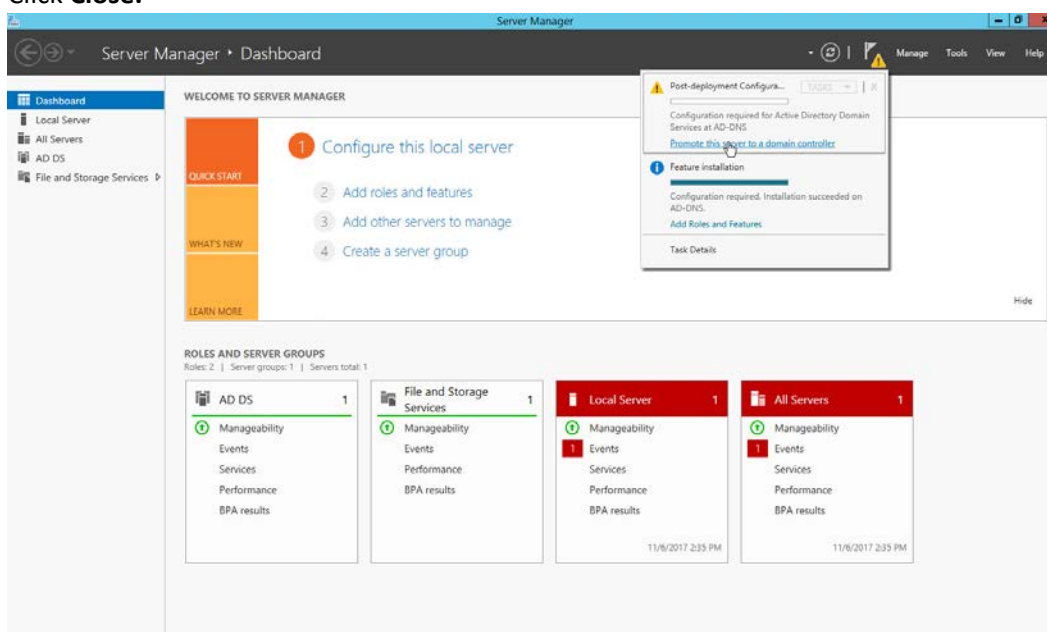 Click Close.
Server Manager
Server Manager ‣ Dashboard
Manage Tools View Help
Dashboard
Local Server
All Servers
AD DS
File and Storage Services
WELCOME TO SERVER MANAGER
QUICK START
WHAT'S NEW
LEARN MORE
1 Configure this local server
2 Add roles and features
3 Add other servers to manage
4 Create a server group
Hide
Post-deployment Configura... TASKS X
Configuration required for Active Directory Domain
Services at AD-DNS
Promote this server to a domain controller
Feature installation
Configuration required. Installation succeeded on
AD-DNS.
Add Roles and Features
Task Details
ROLES AND SERVER GROUPS
Roles: 2 | Server groups: 1 | Servers total: 1
AD DS 1
Manageability
Events
Services
Performance
BPA results
File and Storage
Services 1
Manageability
Events
Performance
BPA results
Local Server 1
Manageability
1 Events
Services
Performance
BPA results
11/6/2017 2:35 PM
All Servers 1
Manageability
1 Events
Services
Performance
BPA results
11/6/2017 2:35 PM